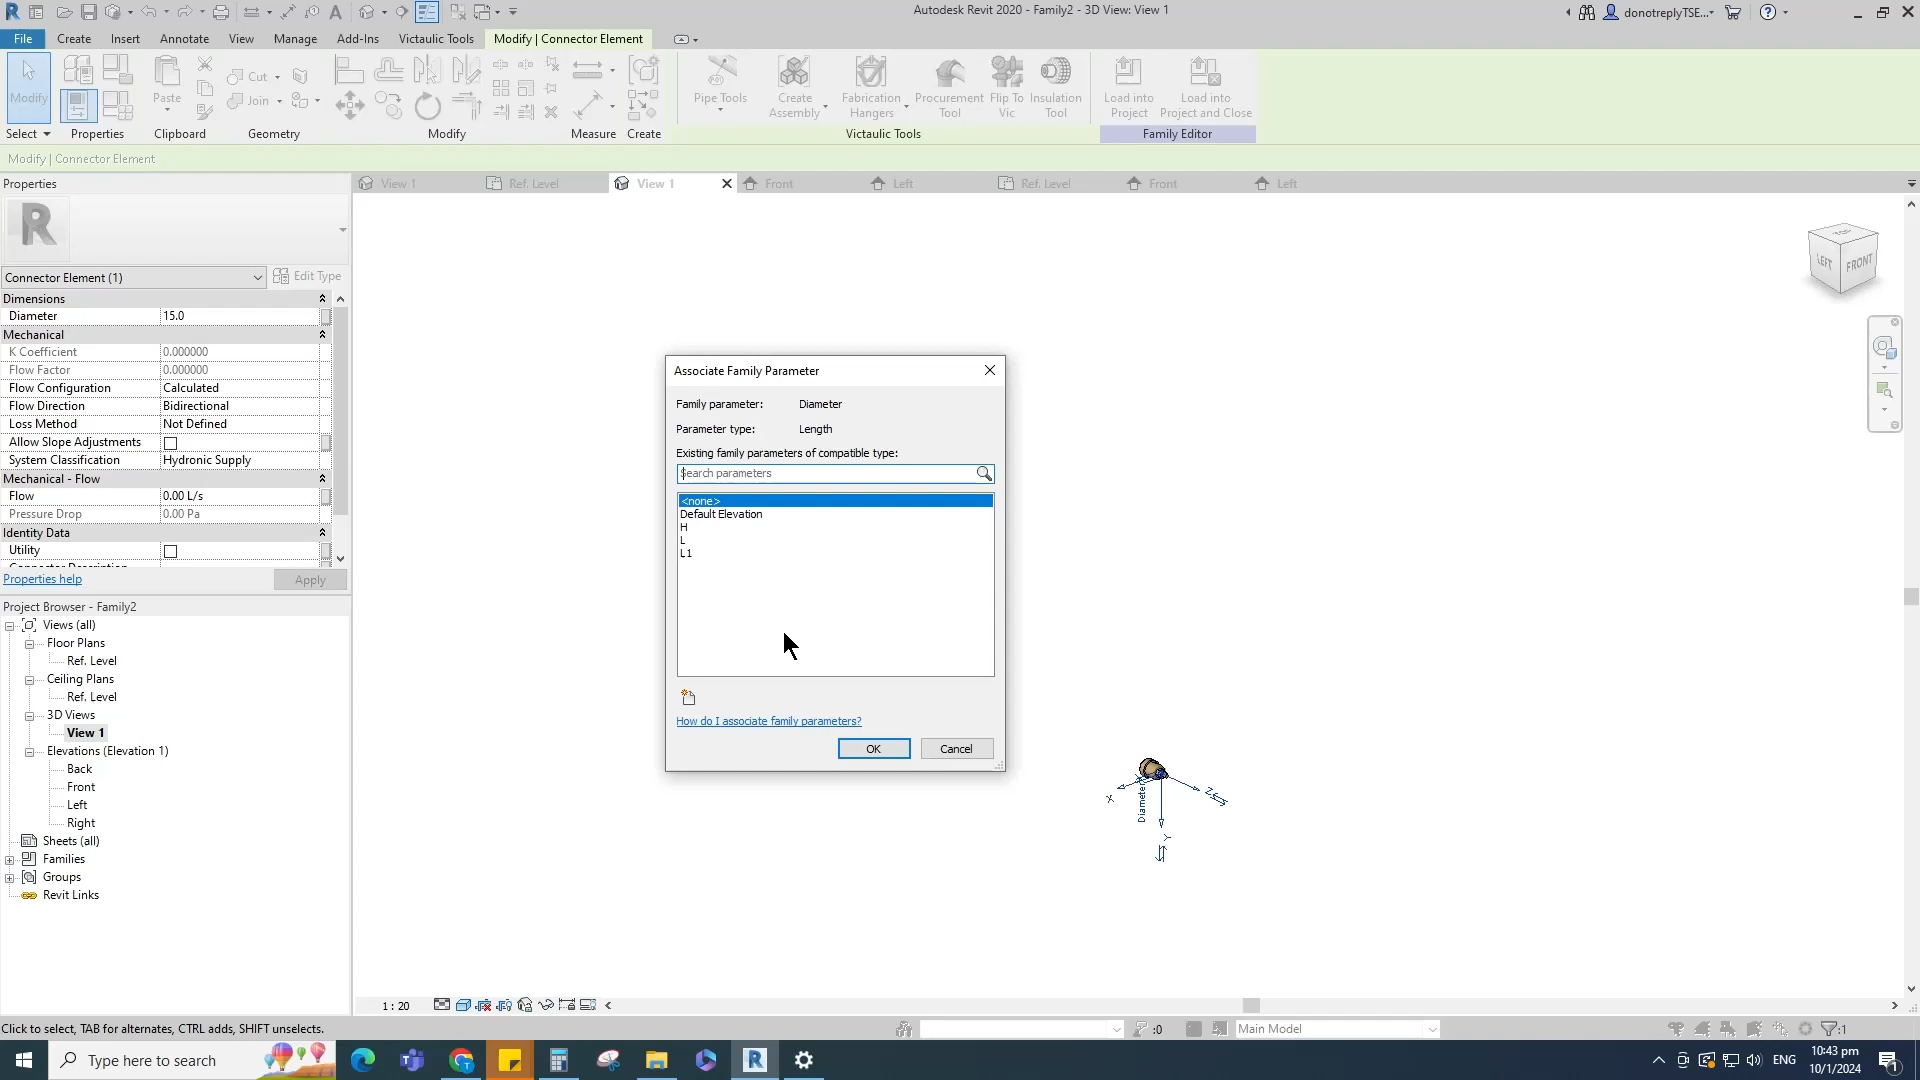 Autodesk Revit 2020 - Family2 - 3D View: View 1
donotreplyTSE...
File Create Insert Annotate View Manage Add-Ins Victaulic Tools Modify | Connector Element
Modify
Paste
Cut
Join
Pipe Tools
Create Assembly
Fabrication Hangers
Procurement Tool
Flip To Vic
Insulation Tool
Load into Project
Load into Project and Close
Select Properties Clipboard Geometry Modify Measure Create Victaulic Tools Family Editor
Modify | Connector Element
Properties
View 1 Ref. Level View 1 Front Left Ref. Level Front Left
Connector Element (1)
Edit Type
Dimensions
Diameter 15.0
Mechanical
K Coefficient 0.000000
Flow Factor 0.000000
Flow Configuration Calculated
Flow Direction Bidirectional
Loss Method Not Defined
Allow Slope Adjustments
System Classification Hydronic Supply
Mechanical - Flow
Flow 0.00 L/s
Pressure Drop 0.00 Pa
Identity Data
Utility
Connector Description
Properties help
Apply
Project Browser - Family2
Views (all)
Floor Plans
Ref. Level
Ceiling Plans
Ref. Level
3D Views
View 1
Elevations (Elevation 1)
Back
Front
Left
Right
Sheets (all)
Families
Groups
Revit Links
Associate Family Parameter
Family parameter: Diameter
Parameter type: Length
Existing family parameters of compatible type:
Search parameters
<none>
Default Elevation
H
L
L1
How do I associate family parameters?
OK
Cancel
TOP
LEFT
FRONT
X
Diameter
Z
Y
1 : 20
Click to select, TAB for alternates, CTRL adds, SHIFT unselects.
:0
Main Model
:1
Type here to search
ENG
10:43 pm
10/1/2024
1